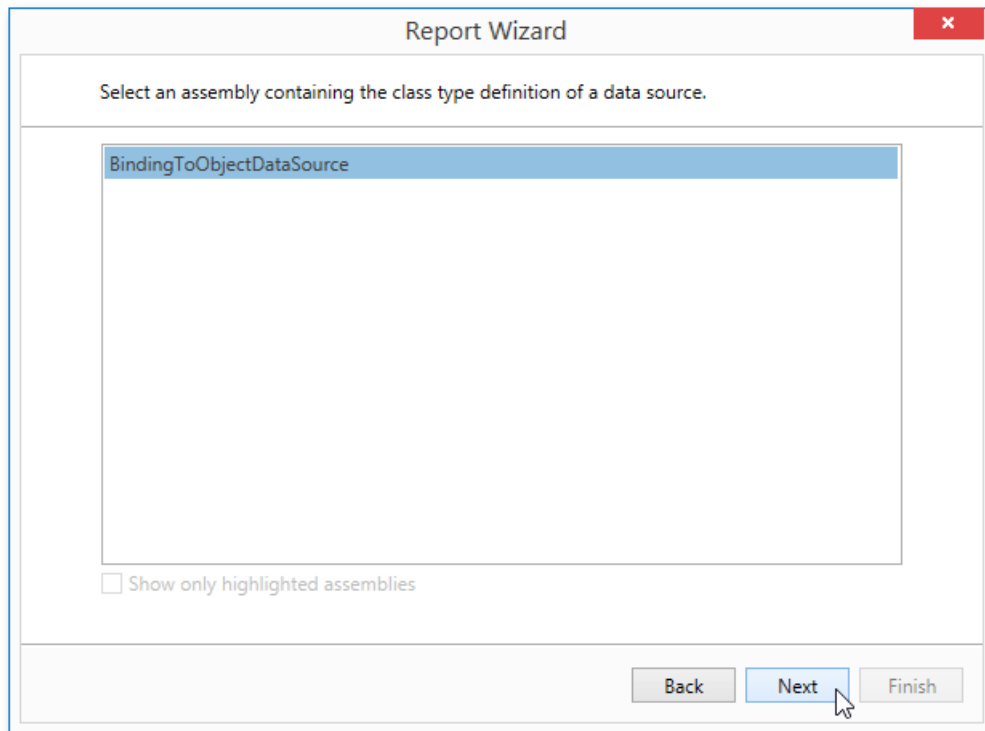 Report Wizard
Select an assembly containing the class type definition of a data source.
BindingToObjectDataSource
Show only highlighted assemblies
Back Next Finish